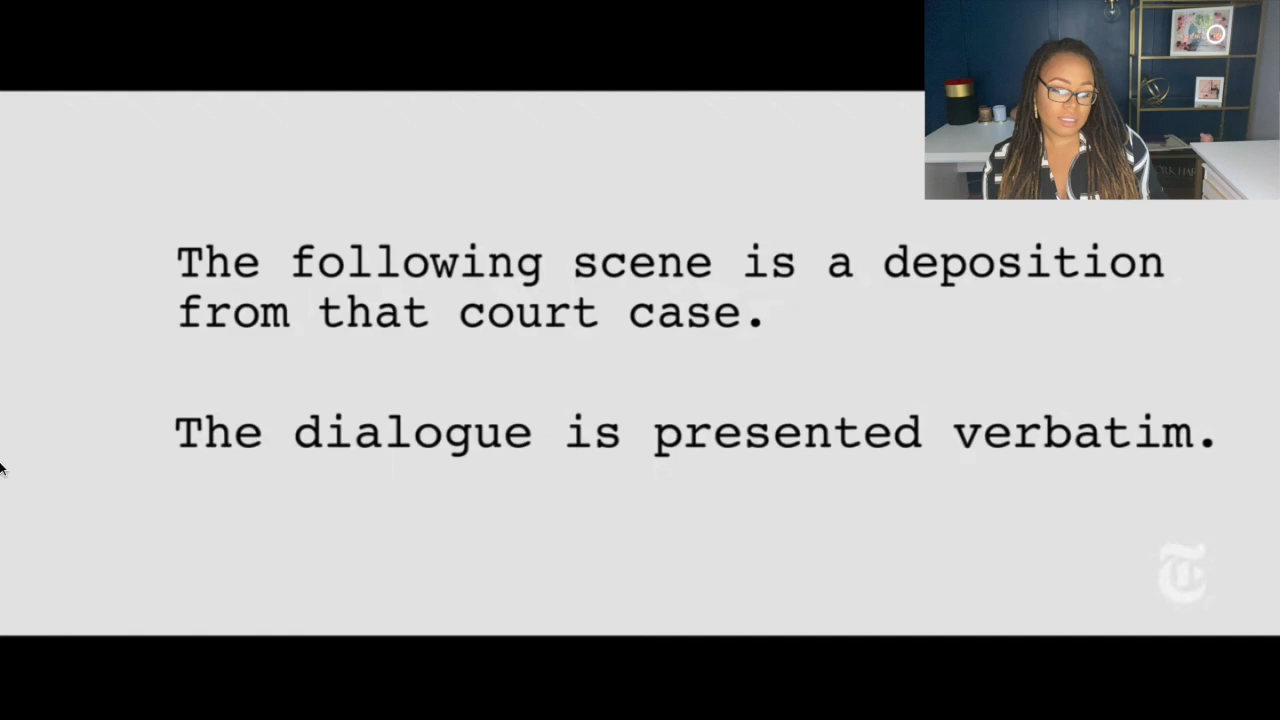 The following scene is a deposition
from that court case.
The dialogue is presented verbatim.